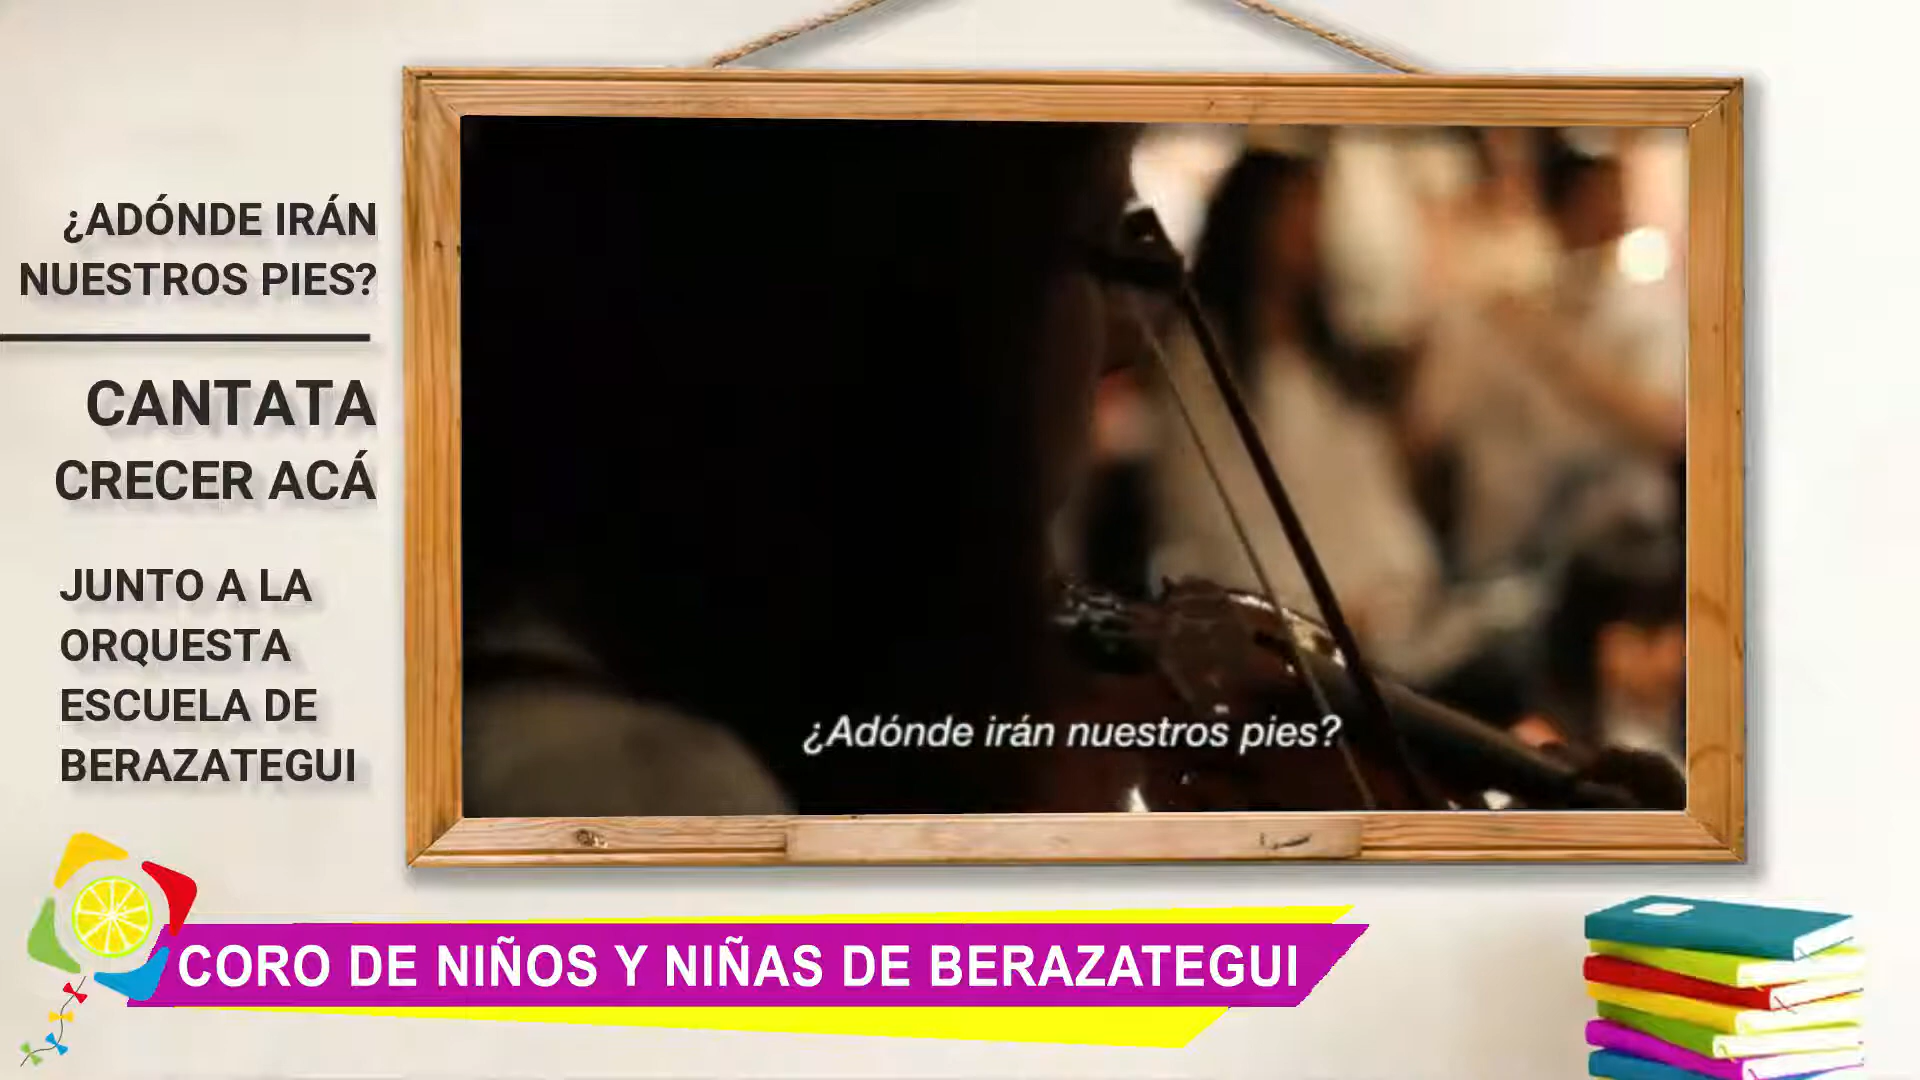 ¿ADÓNDE IRÁN
NUESTROS PIES?
CANTATA
CRECER ACÁ
JUNTO A LA
ORQUESTA
ESCUELA DE
BERAZATEGUI
¿Adónde irán nuestros pies?
CORO DE NIÑOS Y NIÑAS DE BERAZATEGUI